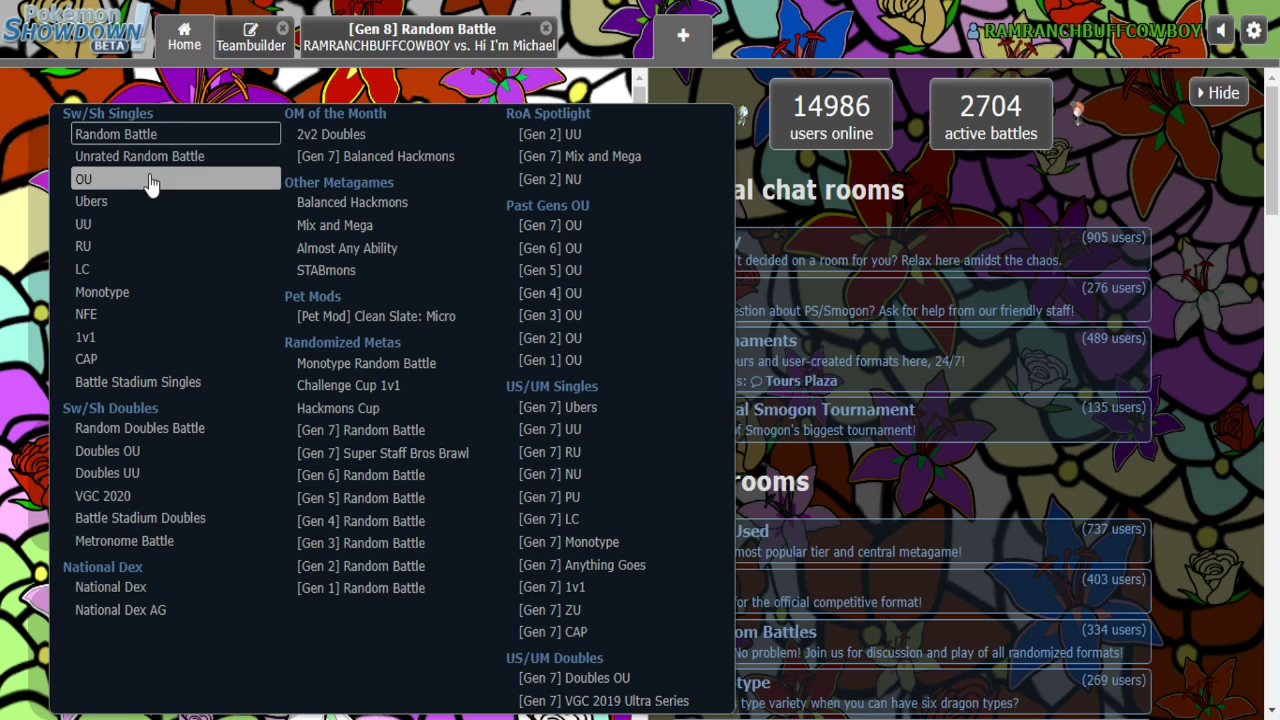 Pokémon
SHOWDOWN!
BETA
Home
Teambuilder
[Gen 8] Random Battle
RAMRANCHBUFFCOWBOY vs. Hi I'm Michael
+
RAMRANCHBUFFCOWBOY
14986
users online
2704
active battles
Hide
Sw/Sh Singles
Random Battle
Unrated Random Battle
OU
Ubers
UU
RU
LC
Monotype
NFE
1v1
CAP
Battle Stadium Singles
Sw/Sh Doubles
Random Doubles Battle
Doubles OU
Doubles UU
VGC 2020
Battle Stadium Doubles
Metronome Battle
National Dex
National Dex
National Dex AG
OM of the Month
2v2 Doubles
[Gen 7] Balanced Hackmons
Other Metagames
Balanced Hackmons
Mix and Mega
Almost Any Ability
STABmons
Pet Mods
[Pet Mod] Clean Slate: Micro
Randomized Metas
Monotype Random Battle
Challenge Cup 1v1
Hackmons Cup
[Gen 7] Random Battle
[Gen 7] Super Staff Bros Brawl
[Gen 6] Random Battle
[Gen 5] Random Battle
[Gen 4] Random Battle
[Gen 3] Random Battle
[Gen 2] Random Battle
[Gen 1] Random Battle
RoA Spotlight
[Gen 2] UU
[Gen 7] Mix and Mega
[Gen 2] NU
Past Gens OU
[Gen 7] OU
[Gen 6] OU
[Gen 5] OU
[Gen 4] OU
[Gen 3] OU
[Gen 2] OU
[Gen 1] OU
US/UM Singles
[Gen 7] Ubers
[Gen 7] UU
[Gen 7] RU
[Gen 7] NU
[Gen 7] PU
[Gen 7] LC
[Gen 7] Monotype
[Gen 7] Anything Goes
[Gen 7] 1v1
[Gen 7] ZU
[Gen 7] CAP
US/UM Doubles
[Gen 7] Doubles OU
[Gen 7] VGC 2019 Ultra Series
al chat rooms
y
(905 users)
't decided on a room for you? Relax here amidst the chaos.
(276 users)
estion about PS/Smogon? Ask for help from our friendly staff!
naments
(489 users)
ours and user-created formats here, 24/7!
s: Tours Plaza
al Smogon Tournament
(135 users)
of Smogon's biggest tournament!
rooms
Used
(737 users)
most popular tier and central metagame!
(403 users)
for the official competitive format!
om Battles
(334 users)
No problem! Join us for discussion and play of all randomized formats!
type
(269 users)
type variety when you can have six dragon types?